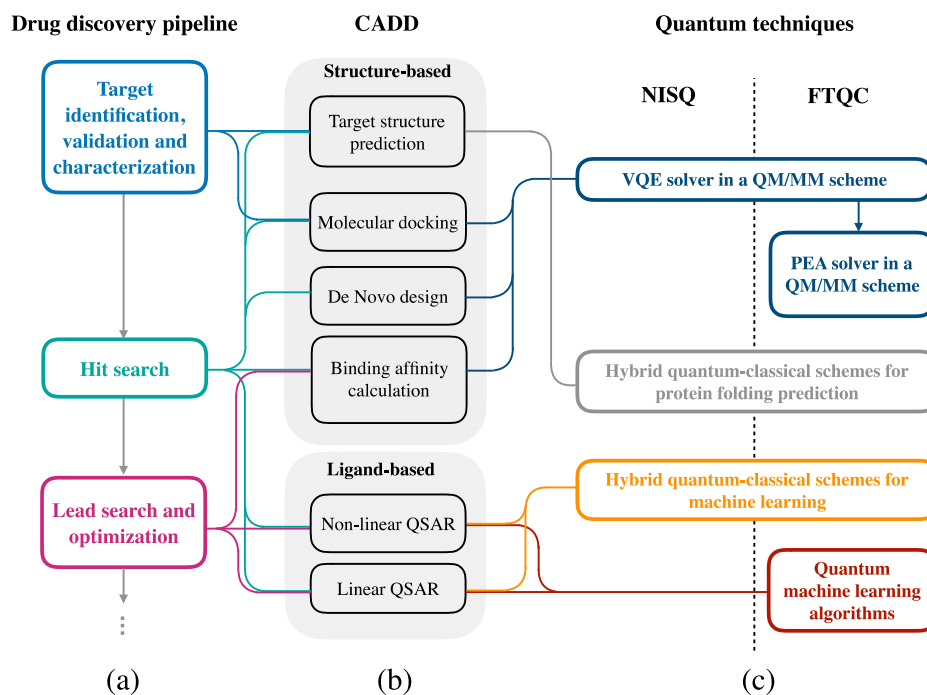 Drug discovery pipeline
CADD
Quantum techniques
Structure-based
NISQ
FTQC
Target
identification,
validation and
characterization
Target structure
prediction
VQE solver in a QM/MM scheme
Molecular docking
PEA solver in a
QM/MM scheme
De Novo design
Hit search
Binding affinity
calculation
Hybrid quantum-classical schemes for
protein folding prediction
Ligand-based
Hybrid quantum-classical schemes for
machine learning
Lead search and
optimization
Non-linear QSAR
Linear QSAR
Quantum
machine learning
algorithms
(a)
(b)
(c)